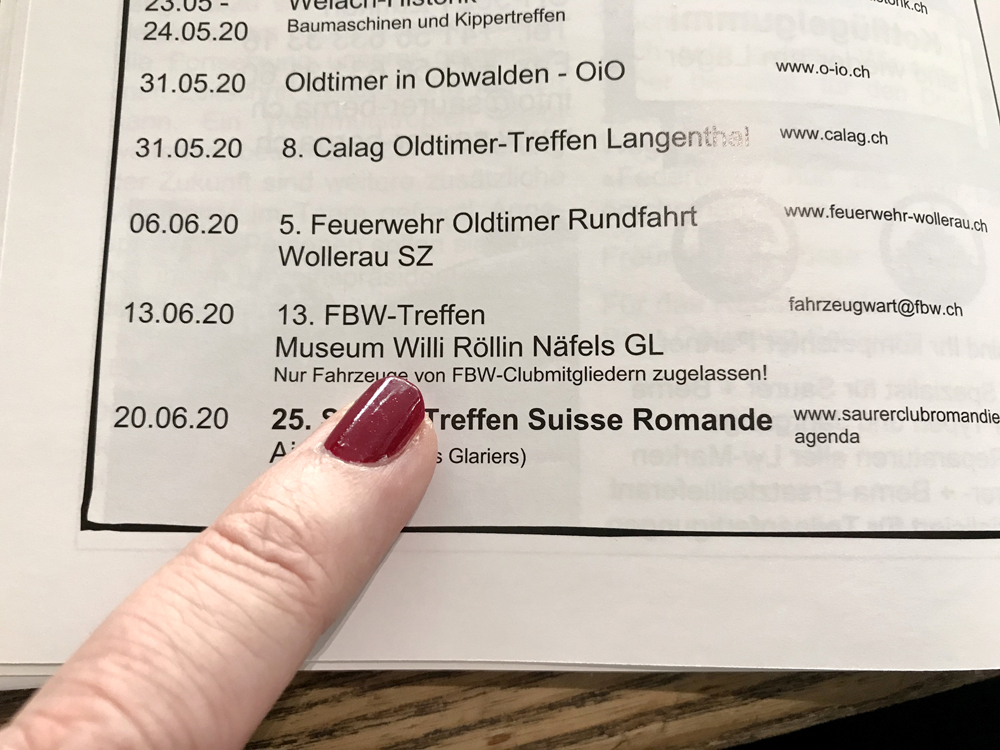 23.05 -
24.05.20
Baumaschinen und Kippertreffen
31.05.20 Oldtimer in Obwalden - OiO www.o-io.ch
31.05.20 8. Calag Oldtimer-Treffen Langenthal www.calag.ch
06.06.20 5. Feuerwehr Oldtimer Rundfahrt www.feuerwehr-wollerau.ch
Wollerau SZ
13.06.20 13. FBW-Treffen fahrzeugwart@fbw.ch
Museum Willi Röllin Näfels GL
Nur Fahrzeuge von FBW-Clubmitgliedern zugelassen!
20.06.20 25. Treffen Suisse Romande www.saurerclubromandie
agenda
Glariers)